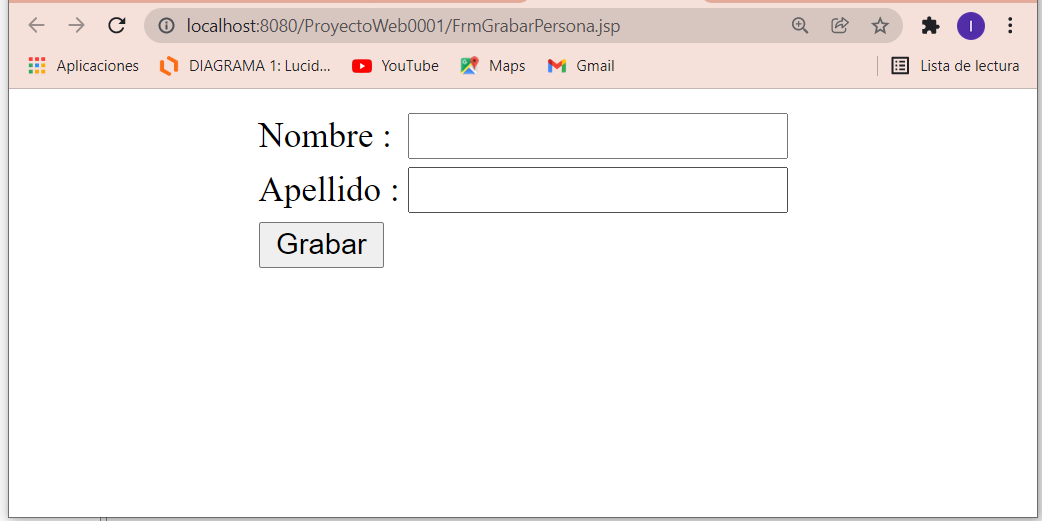 localhost:8080/ProyectoWeb0001/FrmGrabarPersona.jsp
I
Aplicaciones DIAGRAMA 1: Lucid... YouTube Maps Gmail Lista de lectura
Nombre :
Apellido :
Grabar